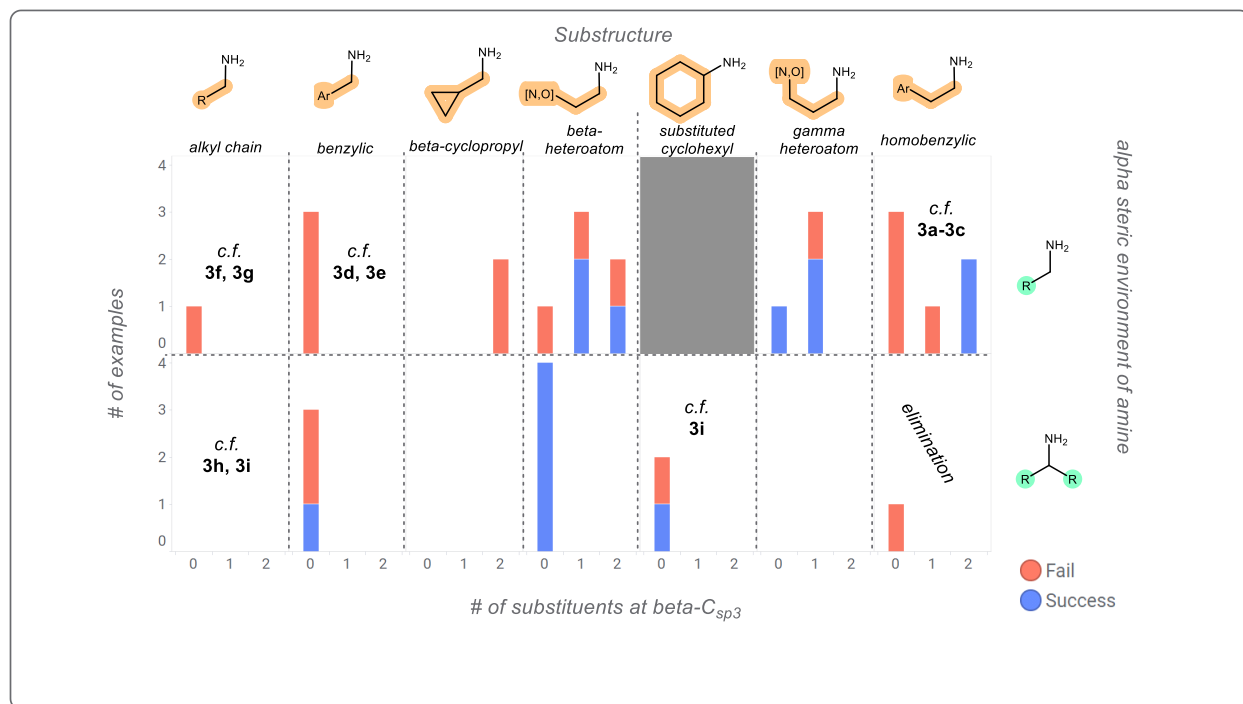 Substructure
NH2
NH2
NH2
NH2
NH2
NH2
NH2
R
Ar
[N,O]
[N,O]
Ar
alkyl chain
benzylic
beta-cyclopropyl
beta-
heteroatom
substituted
cyclohexyl
gamma
heteroatom
homobenzylic
4
3
2
1
0
c.f.
3f, 3g
c.f.
3d, 3e
c.f.
3a-3c
NH2
R
4
3
2
1
0
c.f.
3h, 3i
c.f.
3i
elimination
NH2
R
R
# of examples
alpha steric environment of amine
0 1 2 0 1 2 0 1 2 0 1 2 0 1 2 0 1 2 0 1 2
# of substituents at beta-Csp3
Fail
Success